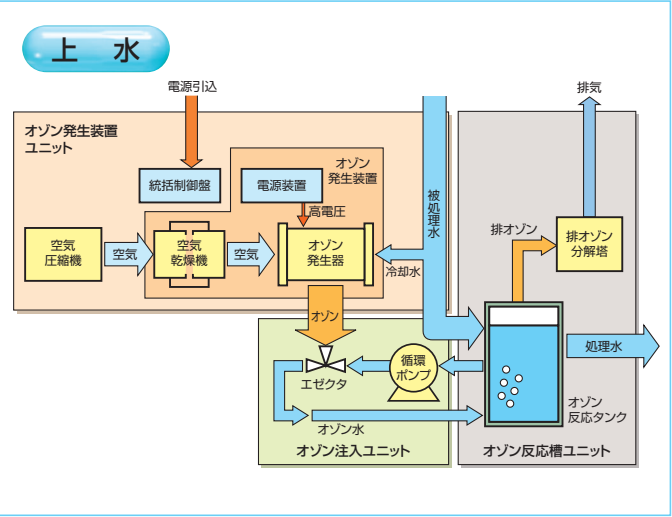 上 水
電源引込
排気
オゾン発生装置
ユニット
オゾン
発生装置
統括制御盤
電源装置
高電圧
被処理水
排オゾン
排オゾン
分解塔
空気
圧縮機
空気
空気
乾燥機
空気
オゾン
発生器
冷却水
オゾン
循環
ポンプ
処理水
エゼクタ
オゾン水
オゾン
反応タンク
オゾン注入ユニット
オゾン反応槽ユニット